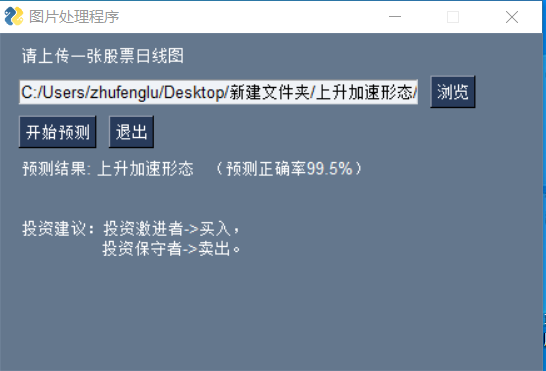 图片处理程序
请上传一张股票日线图
C:/Users/zhufenglu/Desktop/新建文件夹/上升加速形态/ 浏览
开始预测 退出
预测结果: 上升加速形态 （预测正确率99.5%）
投资建议：投资激进者->买入，
投资保守者->卖出。